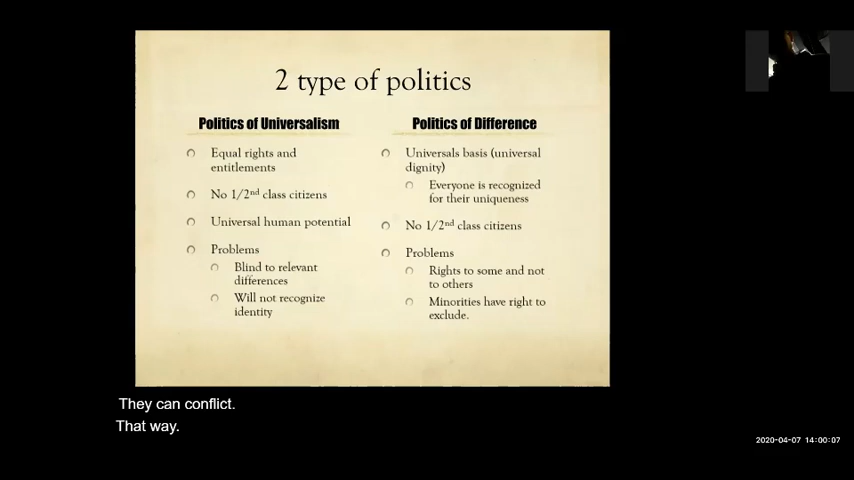 2 type of politics
Politics of Universalism
Equal rights and
entitlements
No 1/2nd class citizens
Universal human potential
Problems
Blind to relevant
differences
Will not recognize
identity
Politics of Difference
Universals basis (universal
dignity)
Everyone is recognized
for their uniqueness
No 1/2nd class citizens
Problems
Rights to some and not
to others
Minorities have right to
exclude.
They can conflict.
That way.
2020-04-07 14:00:07